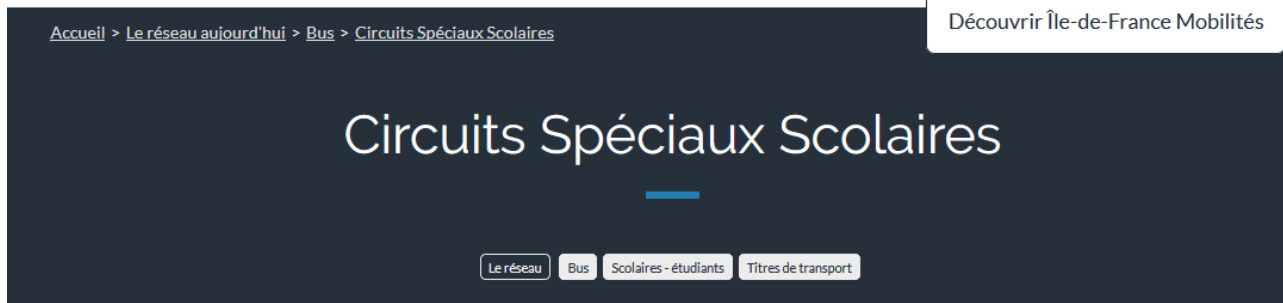 Découvrir Île-de-France Mobilités
Accueil > Le réseau aujourd'hui > Bus > Circuits Spéciaux Scolaires
Circuits Spéciaux Scolaires
Le réseau Bus Scolaires - étudiants Titres de transport